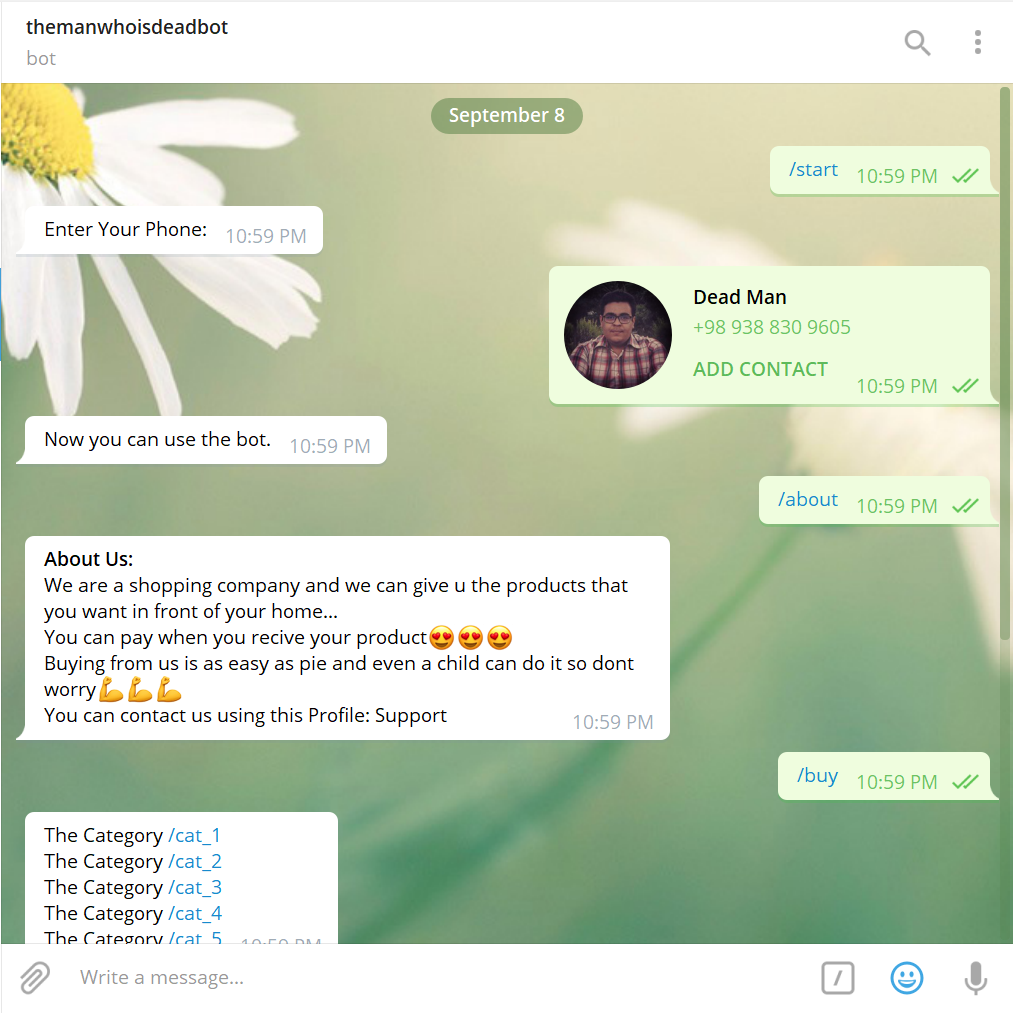 themanwhoisdeadbot
bot
September 8
/start 10:59 PM
Enter Your Phone: 10:59 PM
Dead Man
+98 938 830 9605
ADD CONTACT
10:59 PM
Now you can use the bot. 10:59 PM
/about 10:59 PM
About Us:
We are a shopping company and we can give u the products that
you want in front of your home...
You can pay when you recive your product😍😍😍
Buying from us is as easy as pie and even a child can do it so dont
worry💪💪💪
You can contact us using this Profile: Support 10:59 PM
/buy 10:59 PM
The Category /cat_1
The Category /cat_2
The Category /cat_3
The Category /cat_4
The Category /cat_5 10:59 PM
Write a message...